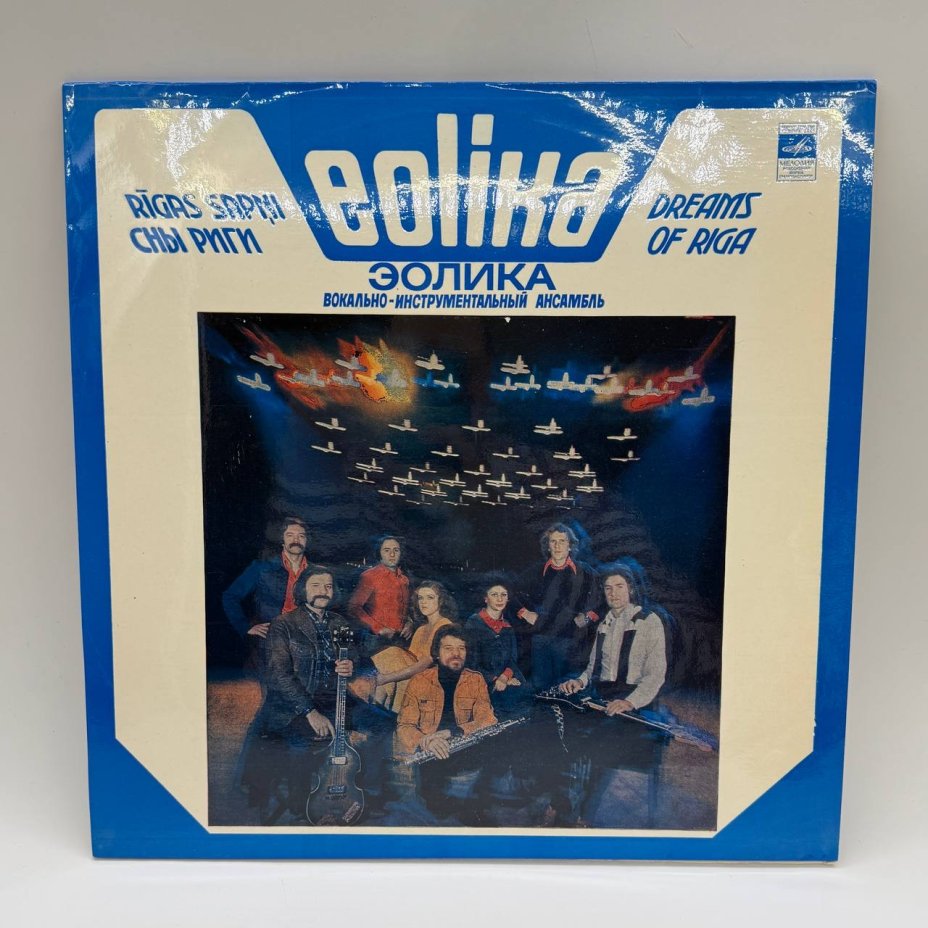 eolika
RĪGAS SAPŅI
СНЫ РИГИ
DREAMS
OF RIGA
ЭОЛИКА
ВОКАЛЬНО-ИНСТРУМЕНТАЛЬНЫЙ АНСАМБЛЬ
МЕЛОДИЯ